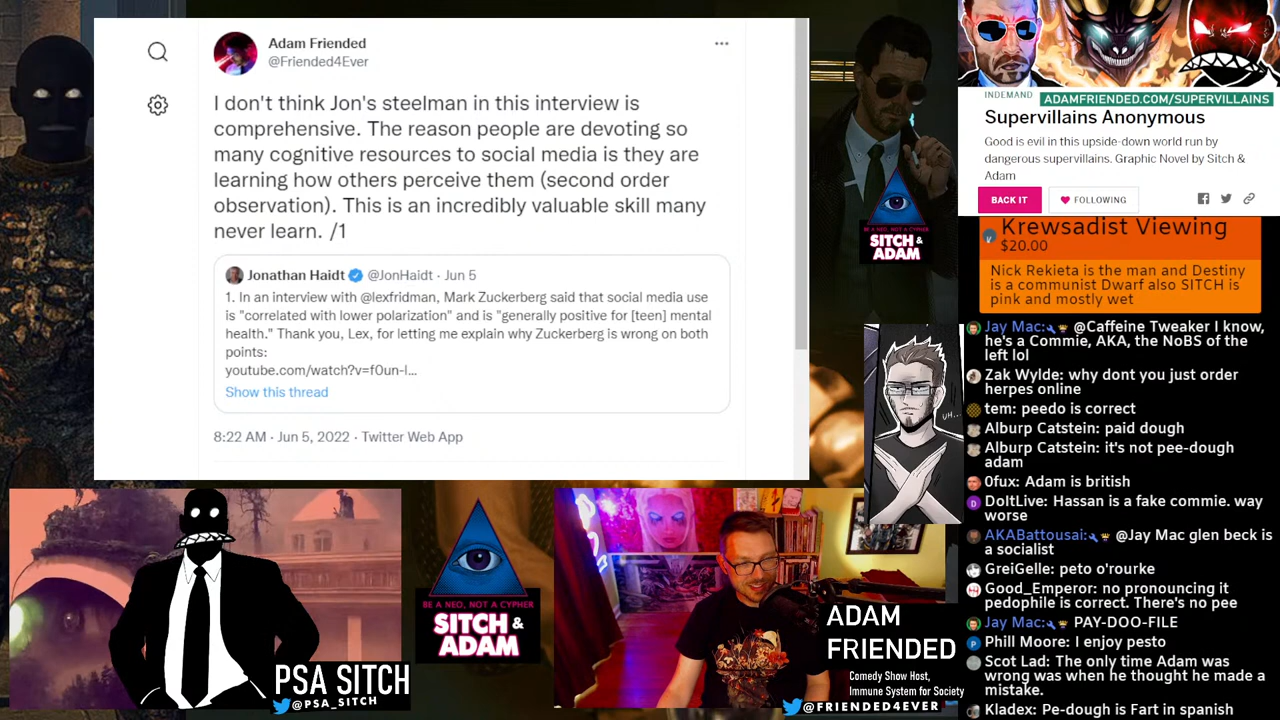 Adam Friended
@Friended4Ever
I don't think Jon's steelman in this interview is
comprehensive. The reason people are devoting so
many cognitive resources to social media is they are
learning how others perceive them (second order
observation). This is an incredibly valuable skill many
never learn. /1
Jonathan Haidt @JonHaidt · Jun 5
1. In an interview with @lexfridman, Mark Zuckerberg said that social media use
is "correlated with lower polarization" and is "generally positive for [teen] mental
health." Thank you, Lex, for letting me explain why Zuckerberg is wrong on both
points:
youtube.com/watch?v=f0un-l...
Show this thread
8:22 AM · Jun 5, 2022 · Twitter Web App
BE A NEO, NOT A CYPHER
SITCH &
ADAM
UH...
INDEMAND
ADAMFRIENDED.COM/SUPERVILLAINS
Supervillains Anonymous
Good is evil in this upside-down world run by
dangerous supervillains. Graphic Novel by Sitch &
Adam
BACK IT
FOLLOWING
Krewsadist Viewing
$20.00
Nick Rekieta is the man and Destiny
is a communist Dwarf also SITCH is
pink and mostly wet
Jay Mac: @Caffeine Tweaker I know,
he's a Commie, AKA, the NoBS of the
left lol
Zak Wylde: why dont you just order
herpes online
tem: peedo is correct
Alburp Catstein: paid dough
Alburp Catstein: it's not pee-dough
adam
0fux: Adam is british
DoItLive: Hassan is a fake commie. way
worse
AKABattousai: @Jay Mac glen beck is
a socialist
GreiGelle: peto o'rourke
Good_Emperor: no pronouncing it
pedophile is correct. There's no pee
Jay Mac: PAY-DOO-FILE
Phill Moore: I enjoy pesto
Scot Lad: The only time Adam was
wrong was when he thought he made a
mistake.
Kladex: Pe-dough is Fart in spanish
PSA SITCH
@PSA_SITCH
BE A NEO, NOT A CYPHER
SITCH &
ADAM
ADAM
FRIENDED
Comedy Show Host,
Immune System for Society
@FRIENDED4EVER